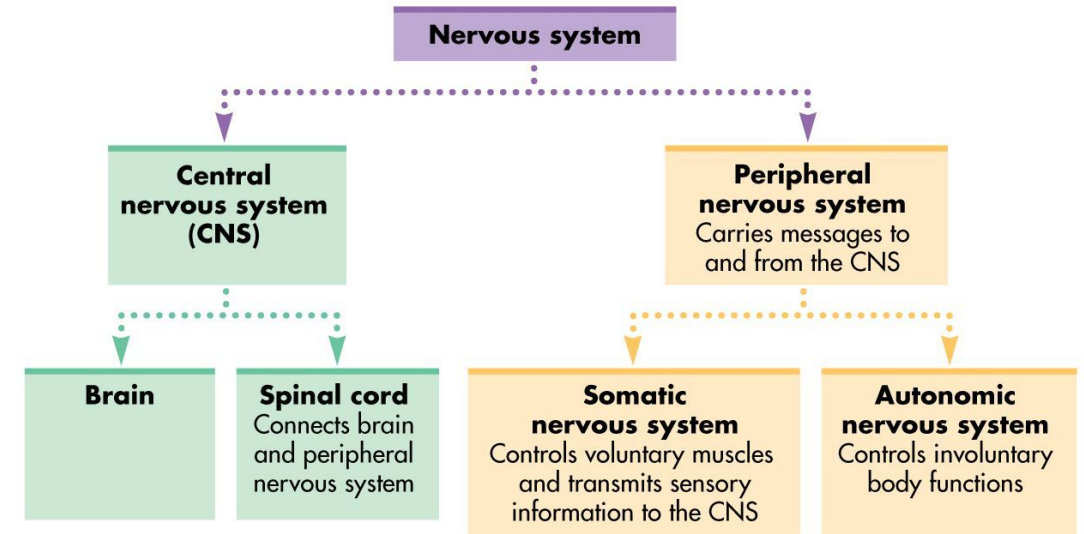 Nervous system
Central
nervous system
(CNS)
Peripheral
nervous system
Carries messages to
and from the CNS
Brain
Spinal cord
Connects brain
and peripheral
nervous system
Somatic
nervous system
Controls voluntary muscles
and transmits sensory
information to the CNS
Autonomic
nervous system
Controls involuntary
body functions